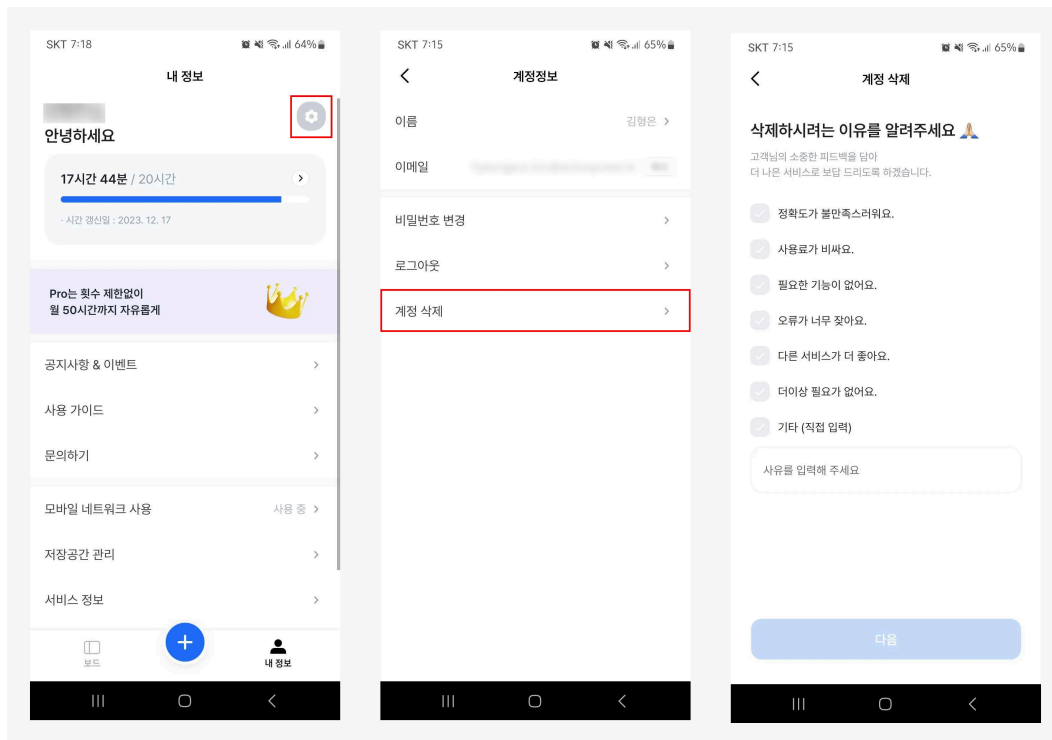 SKT 7:18
64%
내 정보
안녕하세요
17시간 44분 / 20시간
· 시간 갱신일 : 2023. 12. 17
Pro는 횟수 제한없이
월 50시간까지 자유롭게
공지사항 & 이벤트
사용 가이드
문의하기
모바일 네트워크 사용
사용 중
저장공간 관리
서비스 정보
보드
내 정보
SKT 7:15
65%
계정정보
이름
김형은
이메일
비밀번호 변경
로그아웃
계정 삭제
SKT 7:15
65%
계정 삭제
삭제하시려는 이유를 알려주세요 🙏🏼
고객님의 소중한 피드백을 담아
더 나은 서비스로 보답 드리도록 하겠습니다.
정확도가 불만족스러워요.
사용료가 비싸요.
필요한 기능이 없어요.
오류가 너무 잦아요.
다른 서비스가 더 좋아요.
더이상 필요가 없어요.
기타 (직접 입력)
사유를 입력해 주세요
다음